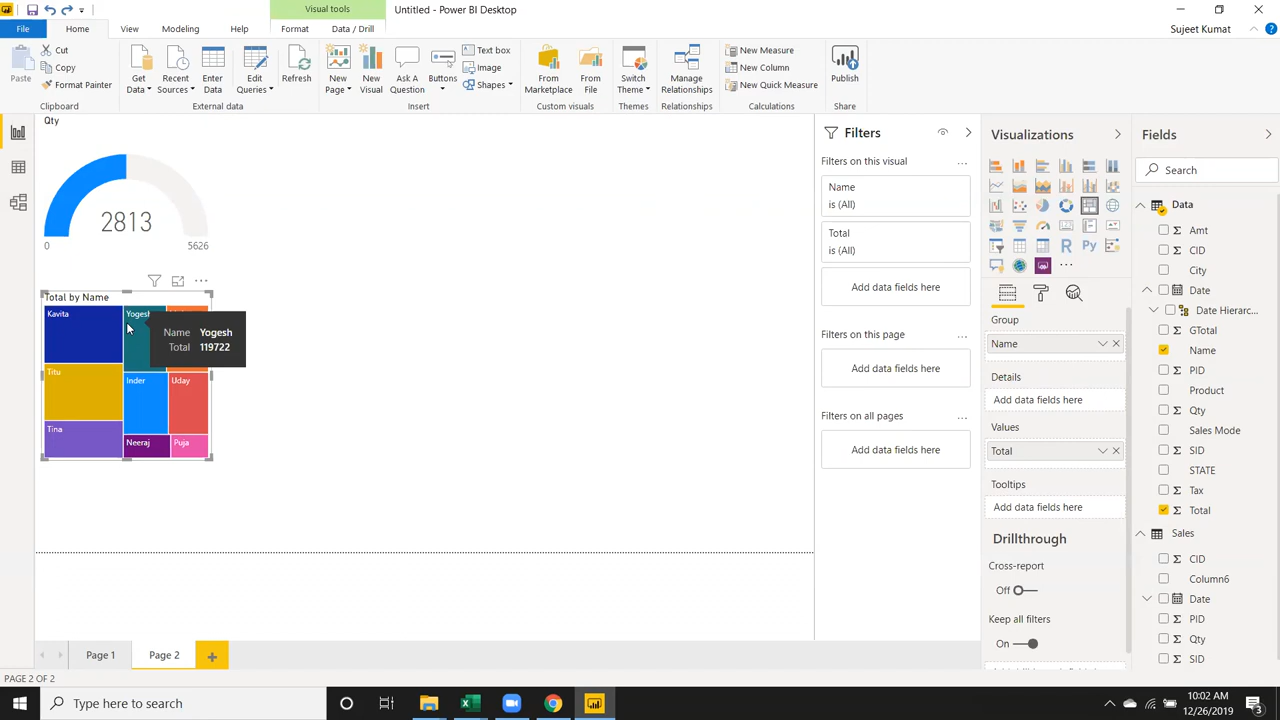 Visual tools
Untitled - Power BI Desktop
File
Home
View
Modeling
Help
Format
Data / Drill
Sujeet Kumat
Paste
Cut
Copy
Format Painter
Clipboard
Get Data
Recent Sources
Enter Data
Edit Queries
Refresh
External data
New Page
New Visual
Ask A Question
Buttons
Text box
Image
Shapes
Insert
From Marketplace
From File
Custom visuals
Switch Theme
Themes
Manage Relationships
Relationships
New Measure
New Column
New Quick Measure
Calculations
Publish
Share
Qty
2813
0
5626
Total by Name
Kavita
Yogesh
Titu
Inder
Uday
Tina
Neeraj
Puja
Name Yogesh
Total 119722
Filters
Filters on this visual
Name
is (All)
Total
is (All)
Add data fields here
Filters on this page
Add data fields here
Filters on all pages
Add data fields here
Visualizations
R
Py
Group
Name
Details
Add data fields here
Values
Total
Tooltips
Add data fields here
Drillthrough
Cross-report
Off
Keep all filters
On
Fields
Search
Data
Amt
CID
City
Date
Date Hierarc...
GTotal
Name
PID
Product
Qty
Sales Mode
SID
STATE
Tax
Total
Sales
CID
Column6
Date
PID
Qty
SID
Page 1
Page 2
PAGE 2 OF 2
Type here to search
10:02 AM
12/26/2019
3